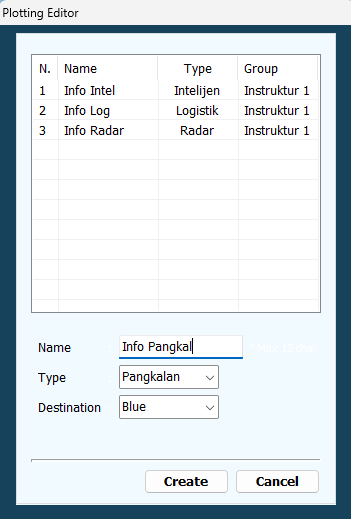 Plotting Editor
N. Name Type Group
1 Info Intel Intelijen Instruktur 1
2 Info Log Logistik Instruktur 1
3 Info Radar Radar Instruktur 1
Name Info Pangkal
Type Pangkalan
Destination Blue
Create Cancel